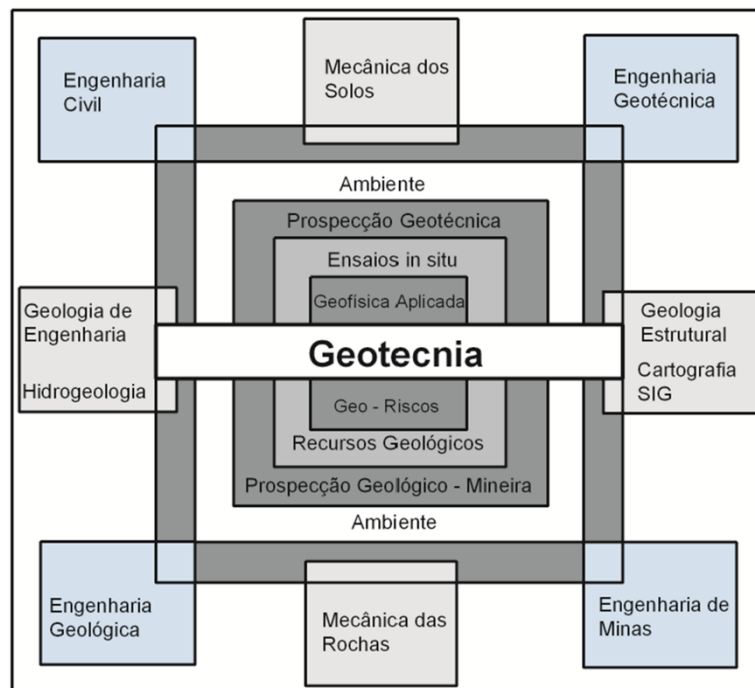 Engenharia
Civil
Mecânica dos
Solos
Engenharia
Geotécnica
Ambiente
Prospecção Geotécnica
Ensaios in situ
Geofísica Aplicada
Geologia de
Engenharia
Hidrogeologia
Geotecnia
Geologia
Estrutural
Cartografia
SIG
Geo - Riscos
Recursos Geológicos
Prospecção Geológico - Mineira
Ambiente
Engenharia
Geológica
Mecânica das
Rochas
Engenharia de
Minas